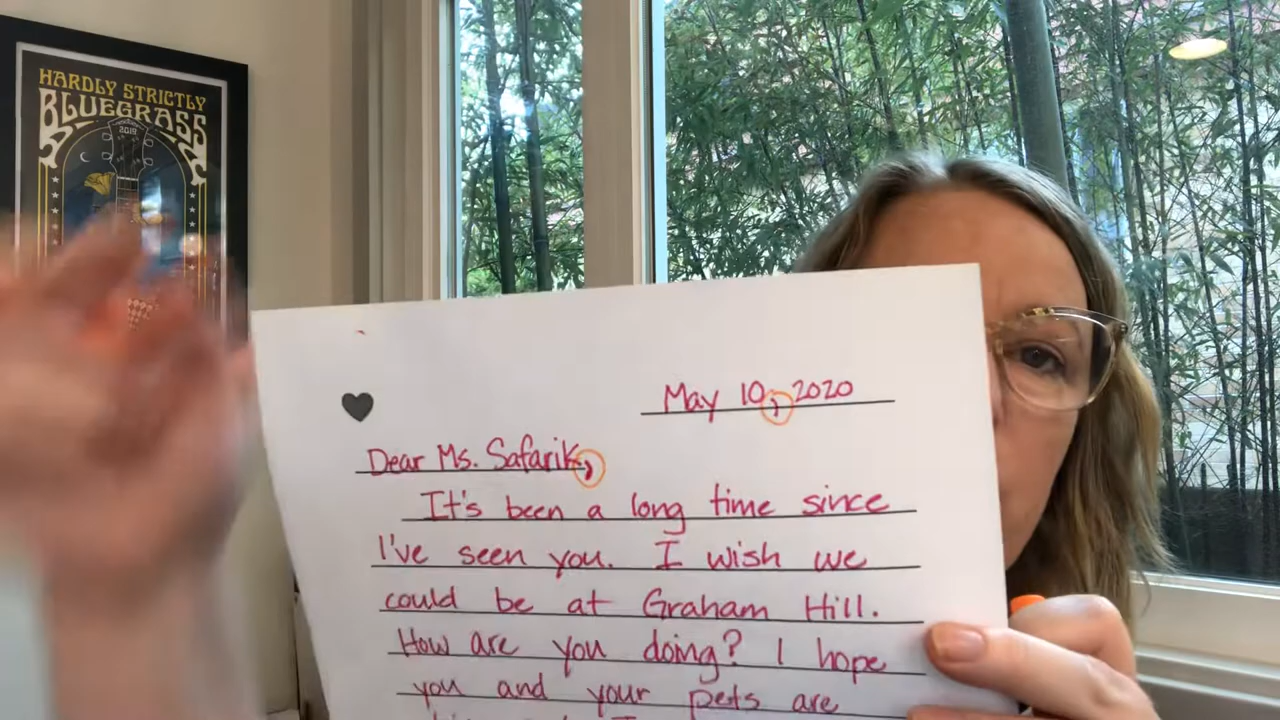 HARDLY STRICTLY
BLUEGRASS
2019
May 10, 2020
Dear Ms. Safarik,
It's been a long time since
I've seen you. I wish we
could be at Graham Hill.
How are you doing? I hope
you and your pets are